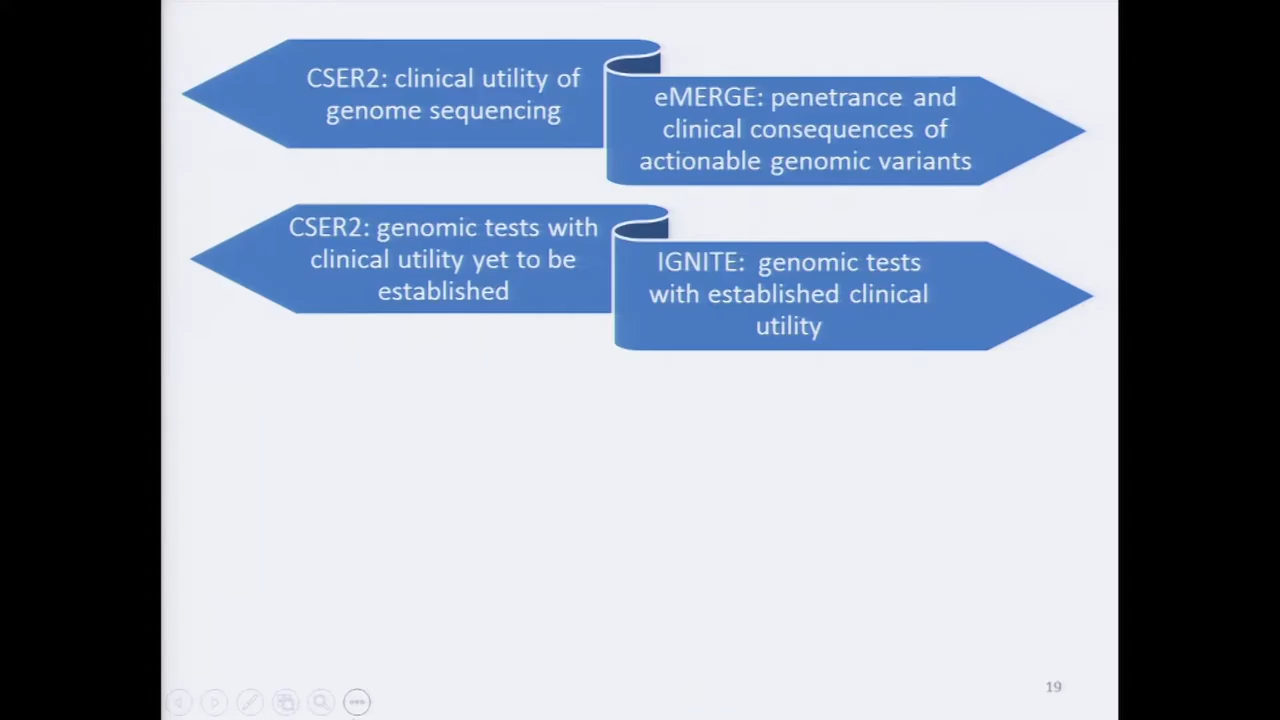 CSER2: clinical utility of
genome sequencing
eMERGE: penetrance and
clinical consequences of
actionable genomic variants
CSER2: genomic tests with
clinical utility yet to be
established
IGNITE: genomic tests
with established clinical
utility
19